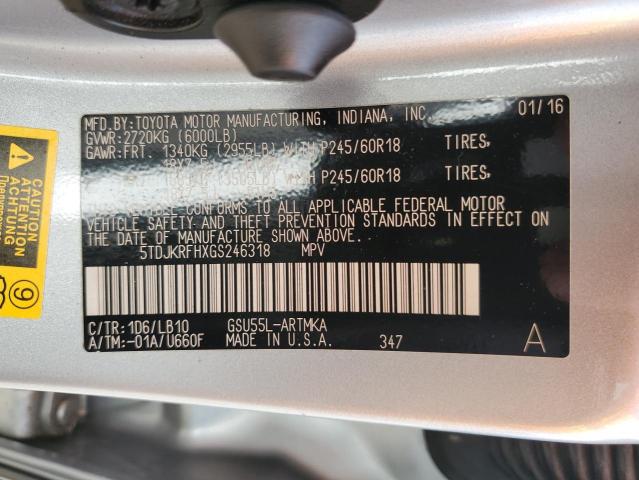 MFD.BY:TOYOTA MOTOR MANUFACTURING, INDIANA, INC. 01/16
GVWR:2720KG (6000LB)
GAWR:FRT. 1340KG (2955LB) WITH P245/60R18 TIRES,
P245/60R18 TIRES,
CONFORMS TO ALL APPLICABLE FEDERAL MOTOR
VEHICLE SAFETY AND THEFT PREVENTION STANDARDS IN EFFECT ON
THE DATE OF MANUFACTURE SHOWN ABOVE.
5TDJKRFHXGS246318 MPV
C/TR:1D6/LB10 GSU55L-ARTMKA
A/TM:-01A/U660F MADE IN U.S.A. 347 A
CAUTION
ACHTUNG
ATTENTION
9